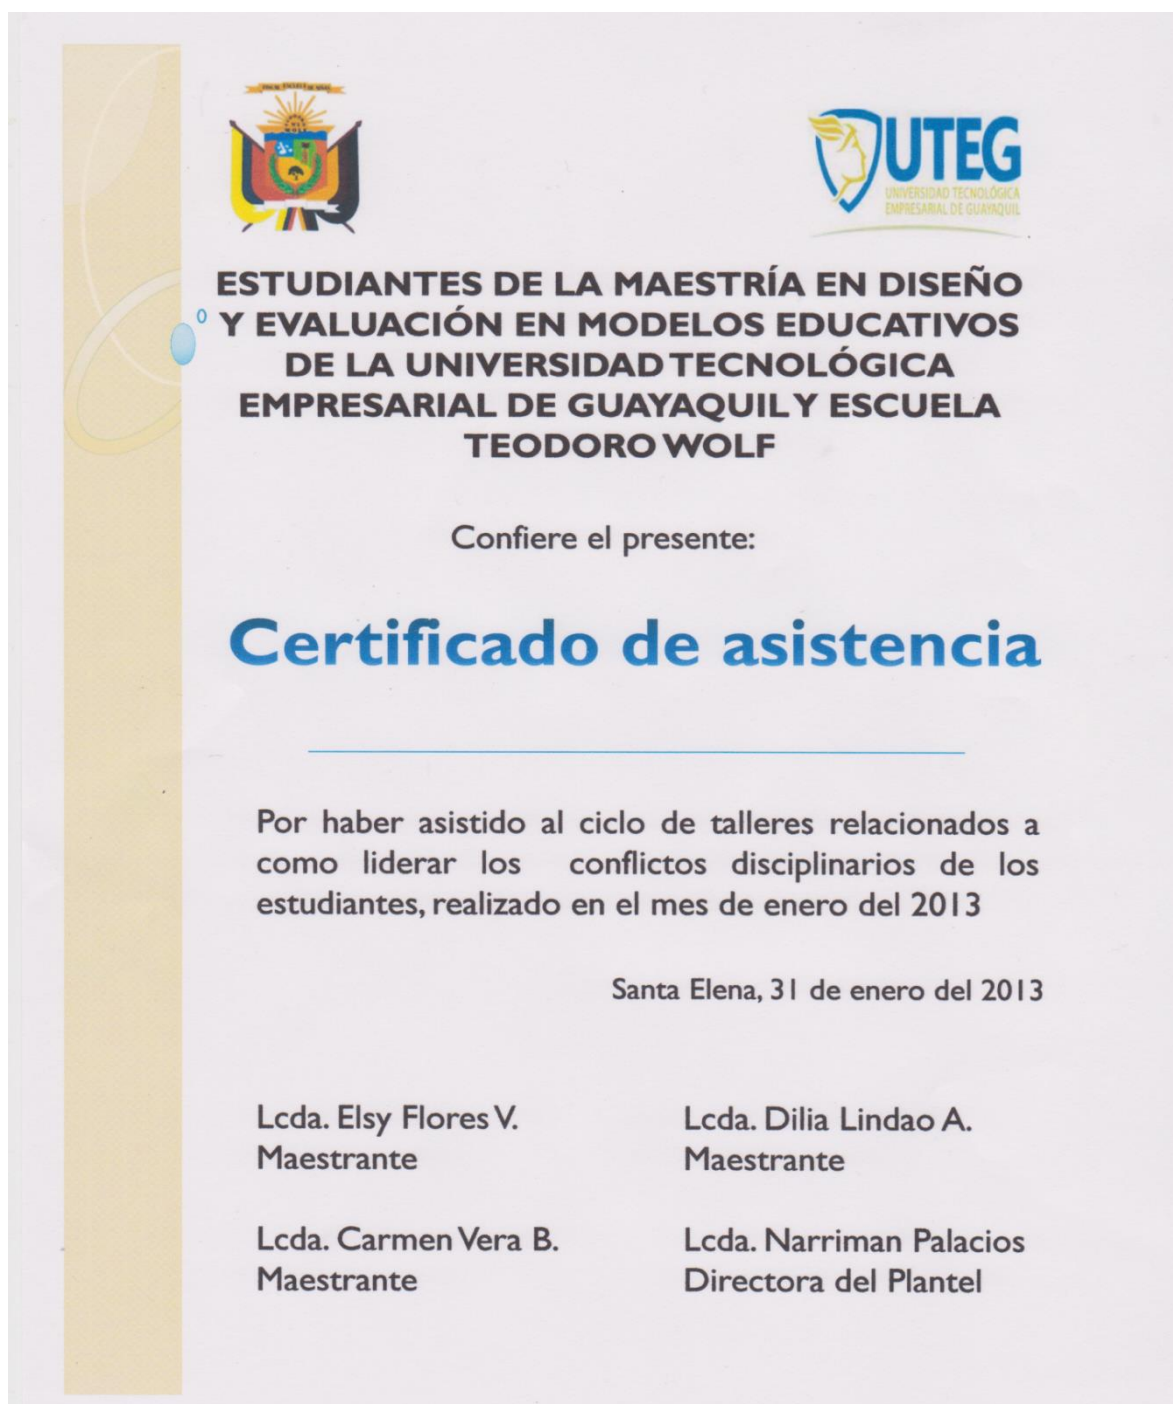 UTEG
UNIVERSIDAD TECNOLÓGICA
EMPRESARIAL DE GUAYAQUIL
ESTUDIANTES DE LA MAESTRÍA EN DISEÑO
Y EVALUACIÓN EN MODELOS EDUCATIVOS
DE LA UNIVERSIDAD TECNOLÓGICA
EMPRESARIAL DE GUAYAQUIL Y ESCUELA
TEODORO WOLF
Confiere el presente:
Certificado de asistencia
Por haber asistido al ciclo de talleres relacionados a
como liderar los conflictos disciplinarios de los
estudiantes, realizado en el mes de enero del 2013
Santa Elena, 31 de enero del 2013
Lcda. Elsy Flores V.
Maestrante
Lcda. Dilia Lindao A.
Maestrante
Lcda. Carmen Vera B.
Maestrante
Lcda. Narriman Palacios
Directora del Plantel